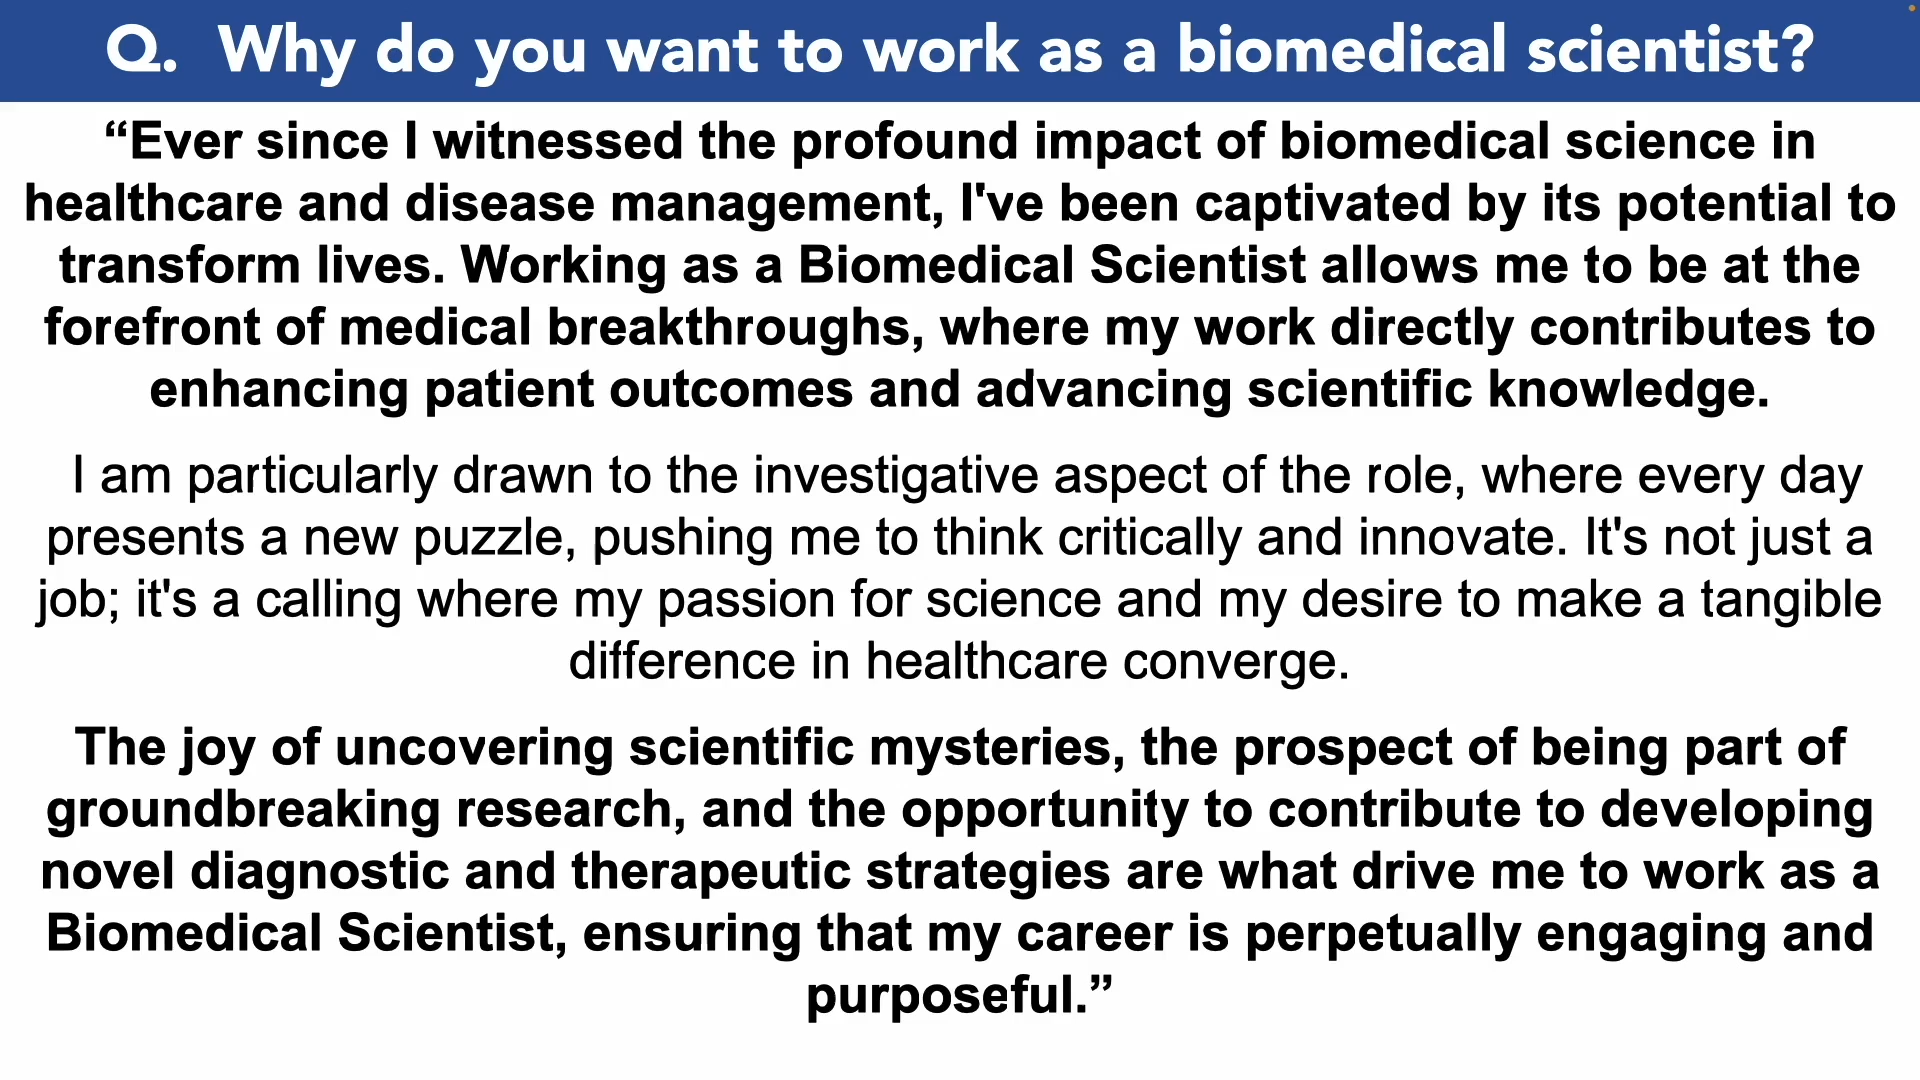 Q.  Why do you want to work as a biomedical scientist?
“Ever since I witnessed the profound impact of biomedical science in
healthcare and disease management, I've been captivated by its potential to
transform lives. Working as a Biomedical Scientist allows me to be at the
forefront of medical breakthroughs, where my work directly contributes to
enhancing patient outcomes and advancing scientific knowledge.
I am particularly drawn to the investigative aspect of the role, where every day
presents a new puzzle, pushing me to think critically and innovate. It's not just a
job; it's a calling where my passion for science and my desire to make a tangible
difference in healthcare converge.
The joy of uncovering scientific mysteries, the prospect of being part of
groundbreaking research, and the opportunity to contribute to developing
novel diagnostic and therapeutic strategies are what drive me to work as a
Biomedical Scientist, ensuring that my career is perpetually engaging and
purposeful.”